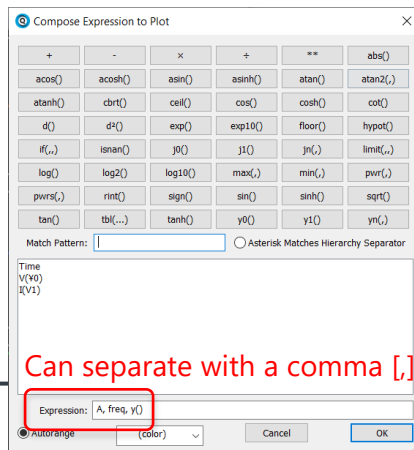 Compose Expression to Plot
+ - × ÷ ** abs()
acos() acosh() asin() asinh() atan() atan2(,)
atanh() cbrt() ceil() cos() cosh() cot()
d() d²() exp() exp10() floor() hypot()
if(,,) isnan() j0() j1() jn(,) limit(,,)
log() log2() log10() max(,) min(,) pwr(,)
pwrs(,) rint() sign() sin() sinh() sqrt()
tan() tbl(...) tanh() y0() y1() yn(,)
Match Pattern: Asterisk Matches Hierarchy Separator
Time
V(¥0)
I(V1)
Can separate with a comma [,]
Expression: A, freq, y()
Autorange (color) Cancel OK